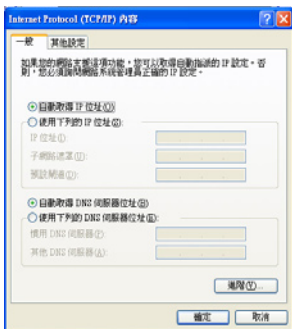 Internet Protocol (TCP/IP) 內容
一般 其他設定
如果您的網路支援這項功能，您可以取得自動指派的 IP 設定。否
則，您必須詢問網路系統管理員正確的 IP 設定。
自動取得 IP 位址(O)
使用下列的 IP 位址(S):
IP 位址(I):
子網路遮罩(U):
預設閘道(D):
自動取得 DNS 伺服器位址(B)
使用下列的 DNS 伺服器位址(E):
慣用 DNS 伺服器(P):
其他 DNS 伺服器(A):
進階(V)...
確定 取消